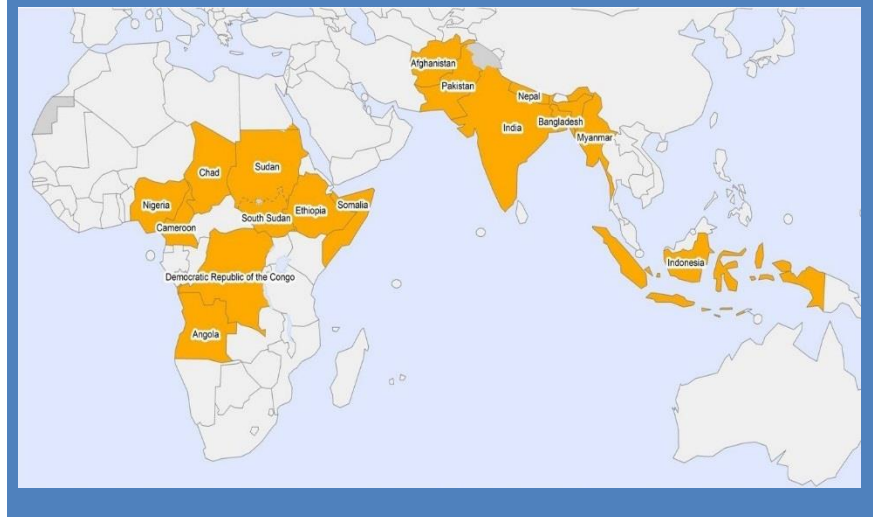 Afghanistan
Pakistan
Nepal
India
Bangladesh
Myanmar
Chad
Sudan
Nigeria
Cameroon
South Sudan
Ethiopia
Somalia
Democratic Republic of the Congo
Angola
Indonesia